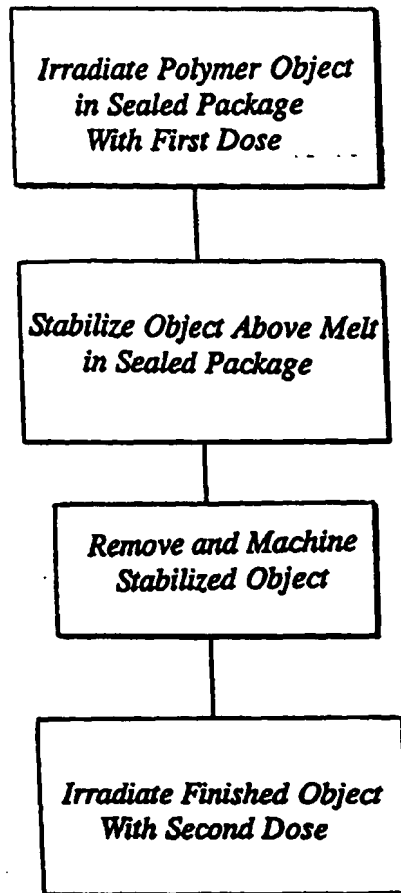 Irradiate Polymer Object
in Sealed Package
With First Dose
Stabilize Object Above Melt
in Sealed Package
Remove and Machine
Stabilized Object
Irradiate Finished Object
With Second Dose